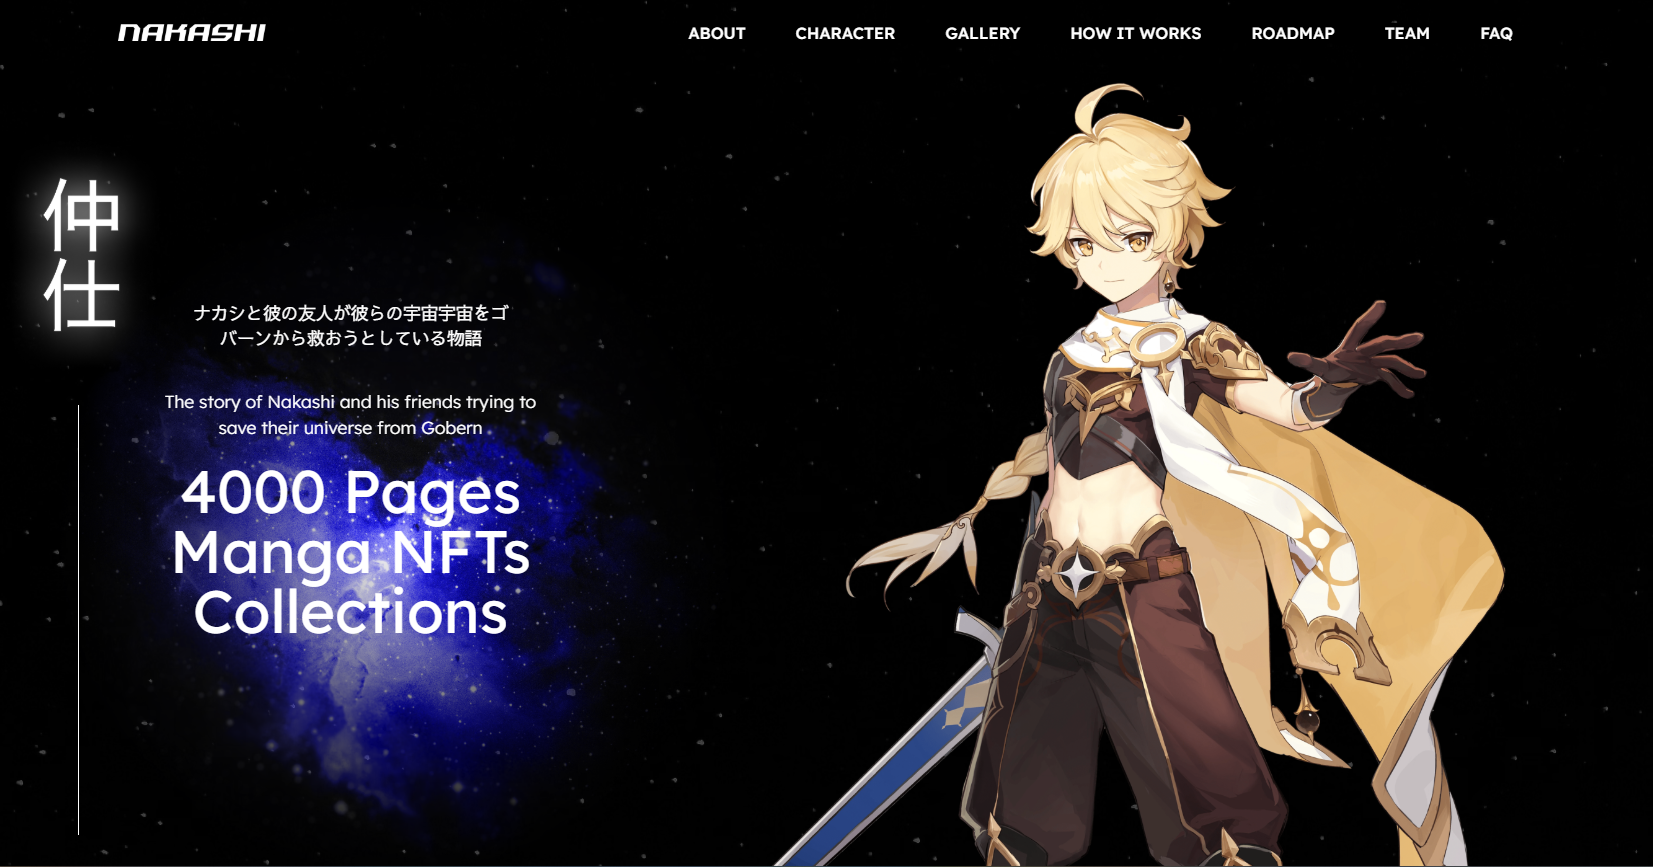 NAKASHI
ABOUT CHARACTER GALLERY HOW IT WORKS ROADMAP TEAM FAQ
仲仕
ナカシと彼の友人が彼らの宇宙宇宙をゴ
バーンから救おうとしている物語
The story of Nakashi and his friends trying to
save their universe from Gobern
4000 Pages
Manga NFTs
Collections